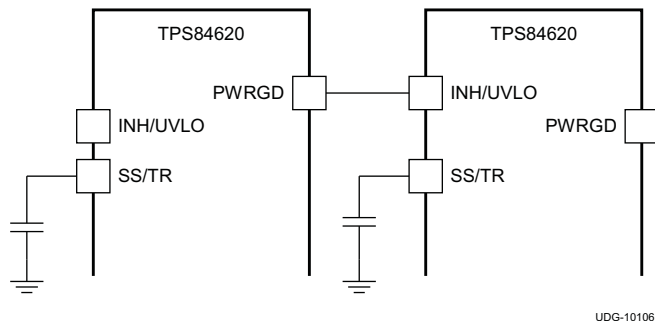 TPS84620
TPS84620
PWRGD
INH/UVLO
INH/UVLO
PWRGD
SS/TR
SS/TR
UDG-10106